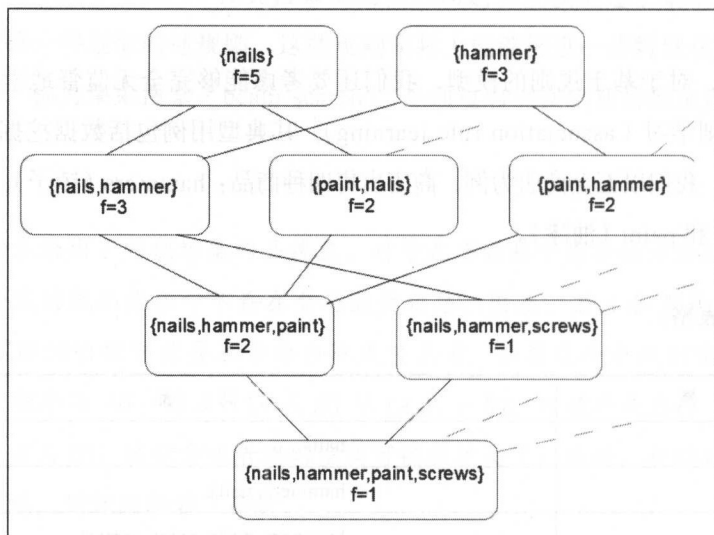 {nails}
f=5
{hammer}
f=3
{nails,hammer}
f=3
{paint,nalis}
f=2
{paint,hammer}
f=2
{nails,hammer,paint}
f=2
{nails,hammer,screws}
f=1
{nails,hammer,paint,screws}
f=1